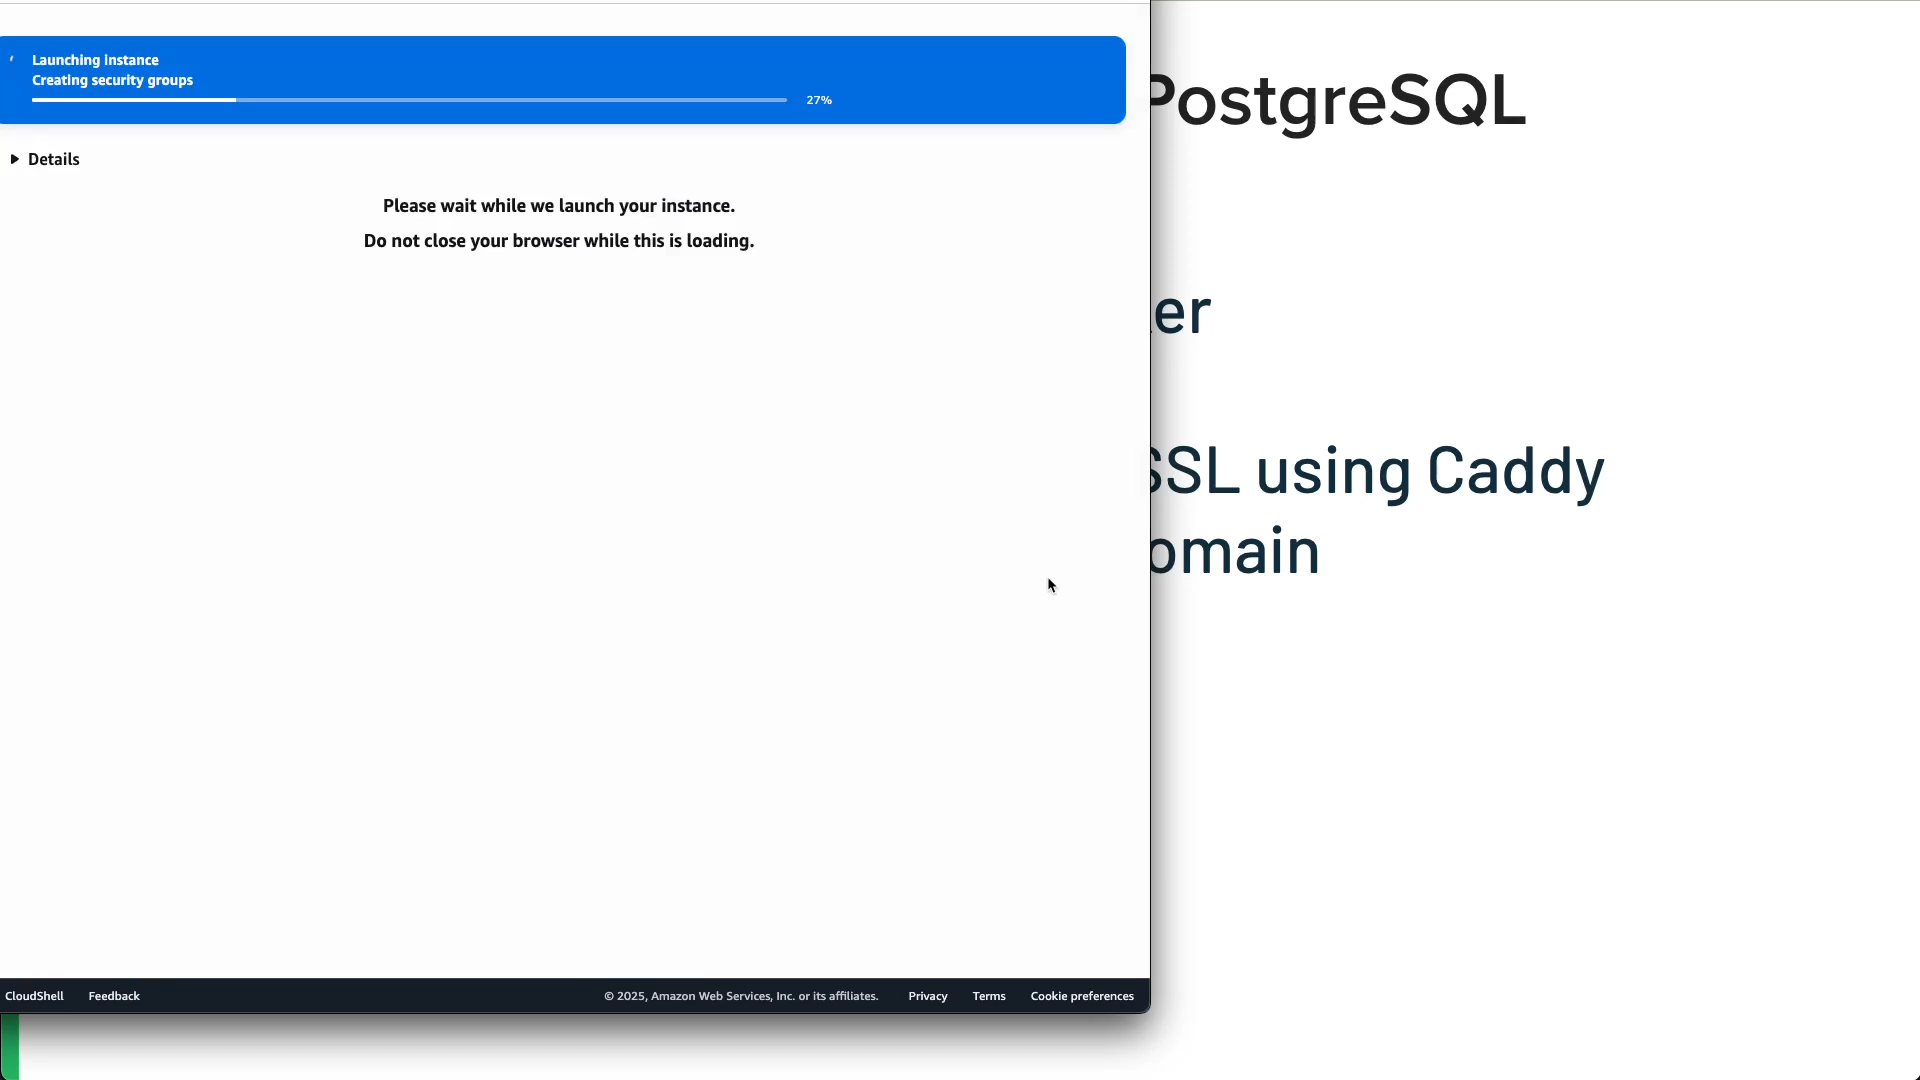 Launching instance
Creating security groups
27%
Details
Please wait while we launch your instance.
Do not close your browser while this is loading.
PostgreSQL
er
SSL using Caddy
omain
CloudShell Feedback © 2025, Amazon Web Services, Inc. or its affiliates. Privacy Terms Cookie preferences